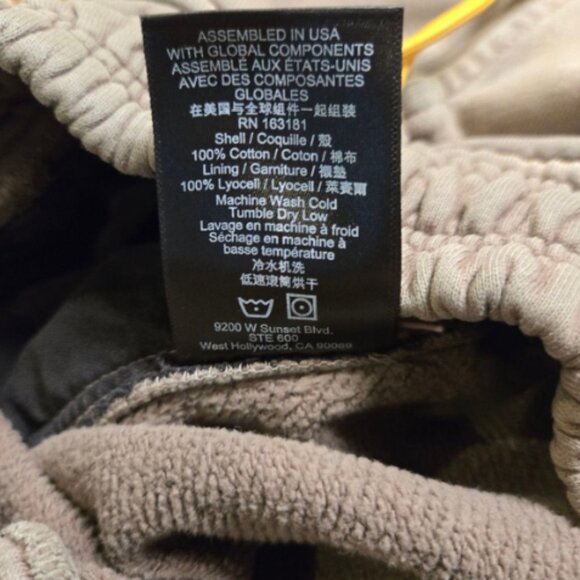 ASSEMBLED IN USA
WITH GLOBAL COMPONENTS
ASSEMBLÉ AUX ÉTATS-UNIS
AVEC DES COMPOSANTES
GLOBALES
在美国与全球组件一起组装
RN 163181
Shell / Coquille / 殼
100% Cotton / Coton / 棉布
Lining / Garniture / 襯墊
100% Lyocell / Lyocell / 萊賽爾
Machine Wash Cold
Tumble Dry Low
Lavage en machine à froid
Séchage en machine à
basse température
冷水机洗
低速滚筒烘干
9200 W Sunset Blvd.
STE 600
West Hollywood, CA 90069